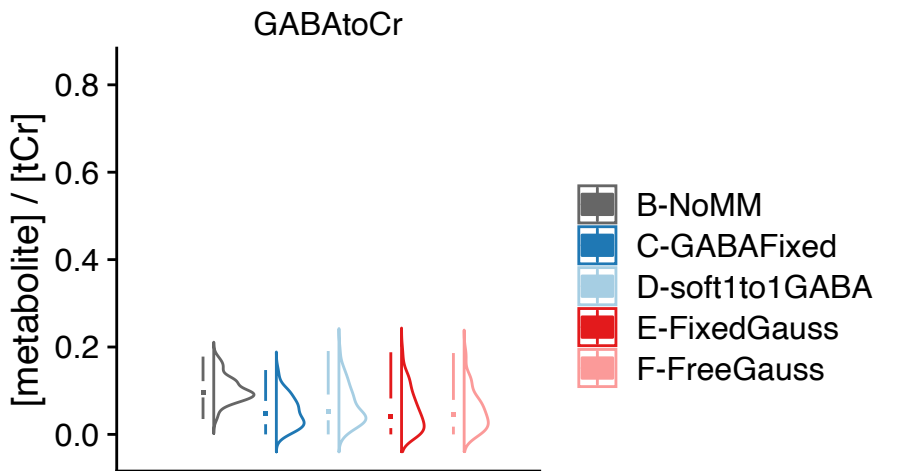 GABAtoCr
[metabolite] / [tCr]
0.8
0.6
0.4
0.2
0.0
B-NoMM
C-GABAFixed
D-soft1to1GABA
E-FixedGauss
F-FreeGauss